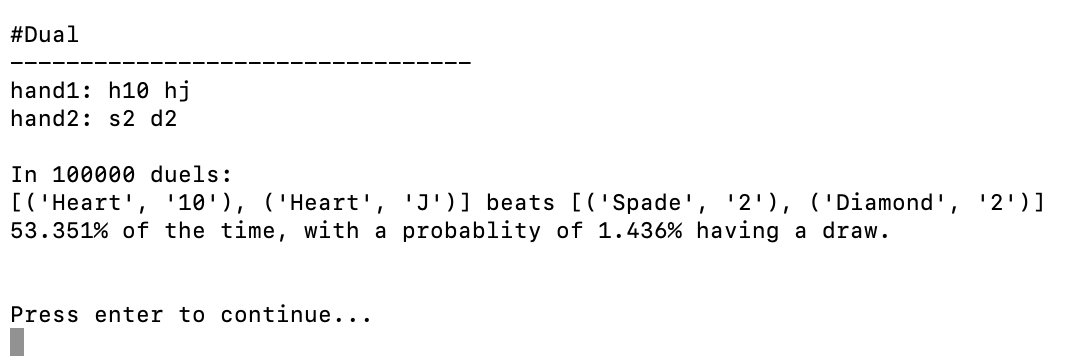 #Dual
---------------------------------
hand1: h10 hj
hand2: s2 d2
In 100000 duels:
[('Heart', '10'), ('Heart', 'J')] beats [('Spade', '2'), ('Diamond', '2')]
53.351% of the time, with a probablity of 1.436% having a draw.
Press enter to continue...